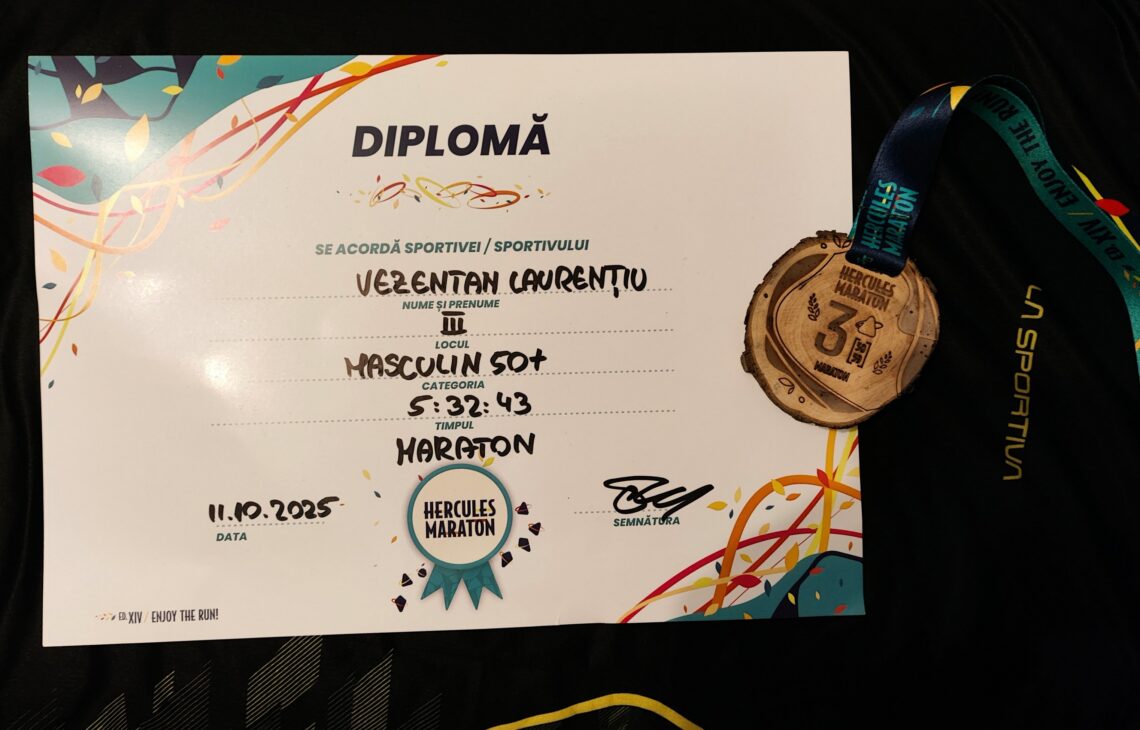 DIPLOMĂ
SE ACORDĂ SPORTIVEI / SPORTIVULUI
VEZENTAN LAURENȚIU
NUME ȘI PRENUME
III
LOCUL
MASCULIN 50+
CATEGORIA
5:32:43
TIMPUL
MARATON
11.10.2025
DATA
HERCULES
MARATON
SEMNĂTURA
ED. XIV / ENJOY THE RUN!
HERCULES
MARATON
ED. XIV / ENJOY THE RUN
HERCULES
MARATON
3
MARATON
LA SPORTIVA